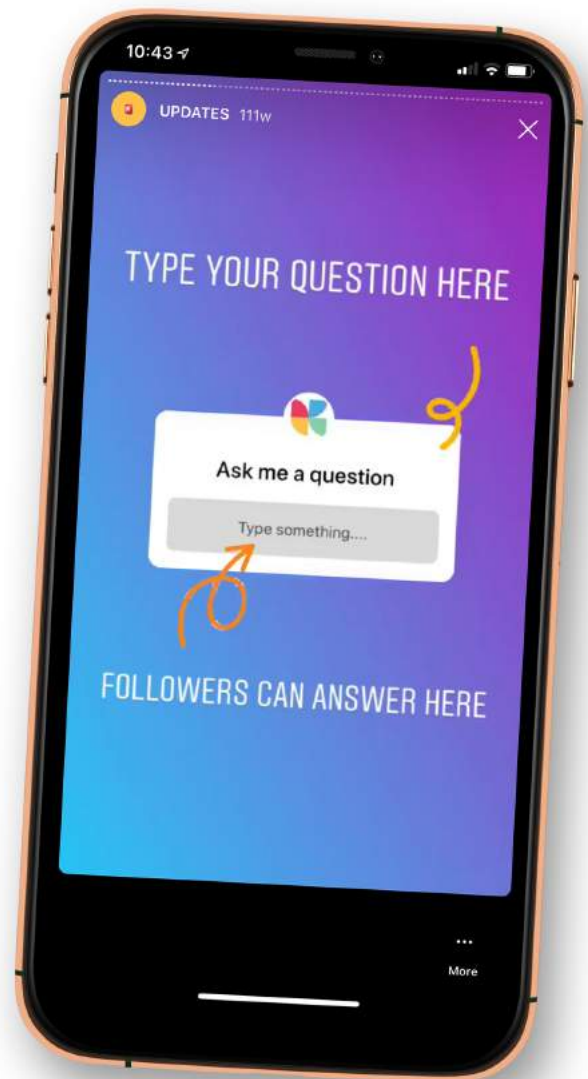 10:43
UPDATES 111w
TYPE YOUR QUESTION HERE
Ask me a question
Type something....
FOLLOWERS CAN ANSWER HERE
...
More